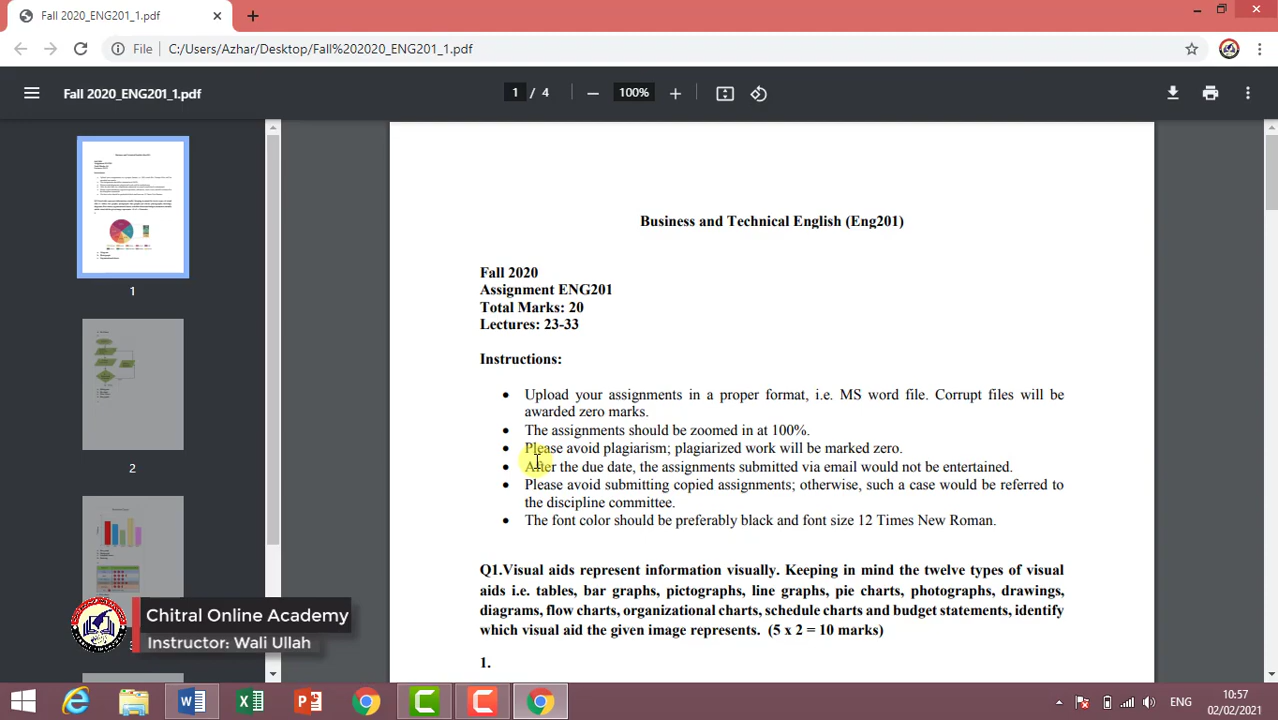 Fall 2020_ENG201_1.pdf
File
C:/Users/Azhar/Desktop/Fall%202020_ENG201_1.pdf
Fall 2020_ENG201_1.pdf
1 / 4
100%
1
2
Business and Technical English (Eng201)
Fall 2020
Assignment ENG201
Total Marks: 20
Lectures: 23-33
Instructions:
• Upload your assignments in a proper format, i.e. MS word file. Corrupt files will be
awarded zero marks.
• The assignments should be zoomed in at 100%.
• Please avoid plagiarism; plagiarized work will be marked zero.
• After the due date, the assignments submitted via email would not be entertained.
• Please avoid submitting copied assignments; otherwise, such a case would be referred to
the discipline committee.
• The font color should be preferably black and font size 12 Times New Roman.
Q1.Visual aids represent information visually. Keeping in mind the twelve types of visual
aids i.e. tables, bar graphs, pictographs, line graphs, pie charts, photographs, drawings,
diagrams, flow charts, organizational charts, schedule charts and budget statements, identify
which visual aid the given image represents. (5 x 2 = 10 marks)
1.
Chitral Online Academy
Instructor: Wali Ullah
ENG
10:57
02/02/2021